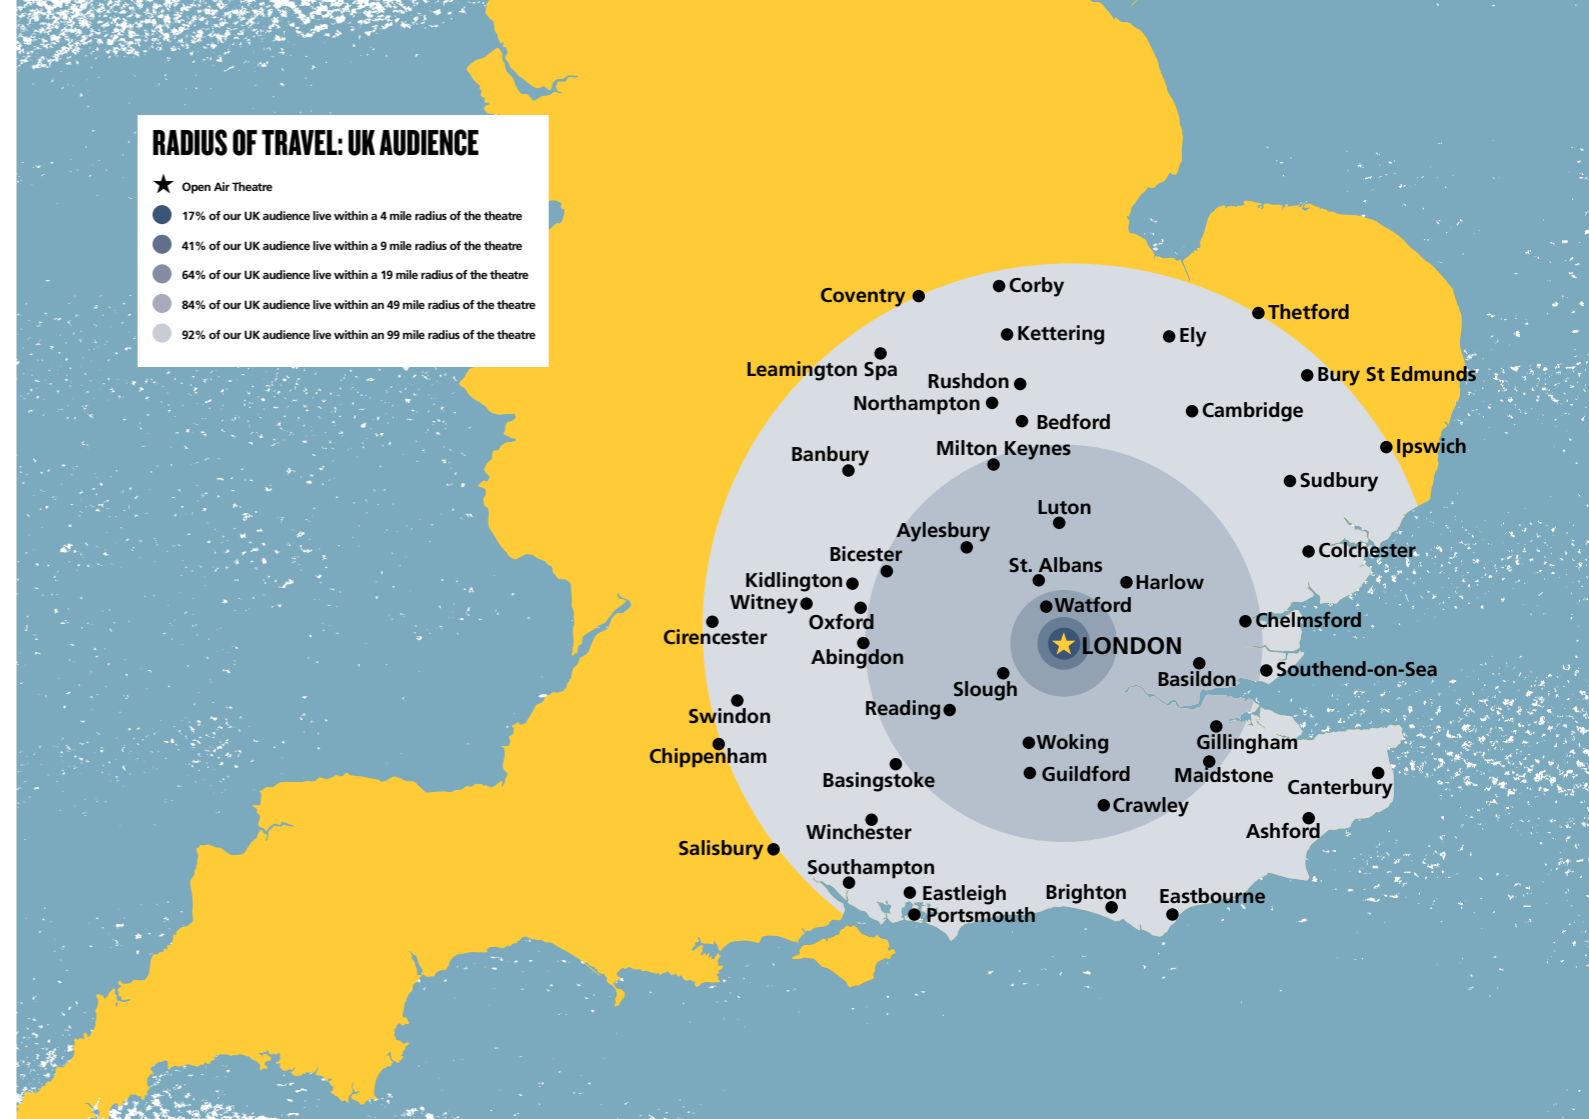 RADIUS OF TRAVEL: UK AUDIENCE
Open Air Theatre
17% of our UK audience live within a 4 mile radius of the theatre
41% of our UK audience live within a 9 mile radius of the theatre
64% of our UK audience live within a 19 mile radius of the theatre
84% of our UK audience live within an 49 mile radius of the theatre
92% of our UK audience live within an 99 mile radius of the theatre
Coventry
Corby
Thetford
Kettering
Ely
Leamington Spa
Bury St Edmunds
Rushdon
Northampton
Cambridge
Bedford
Banbury
Milton Keynes
Ipswich
Sudbury
Luton
Aylesbury
Bicester
Colchester
St. Albans
Kidlington
Harlow
Witney
Watford
Oxford
Chelmsford
Cirencester
LONDON
Abingdon
Southend-on-Sea
Basildon
Slough
Reading
Swindon
Woking
Gillingham
Chippenham
Guildford
Maidstone
Basingstoke
Canterbury
Crawley
Winchester
Ashford
Salisbury
Southampton
Eastleigh
Brighton
Eastbourne
Portsmouth